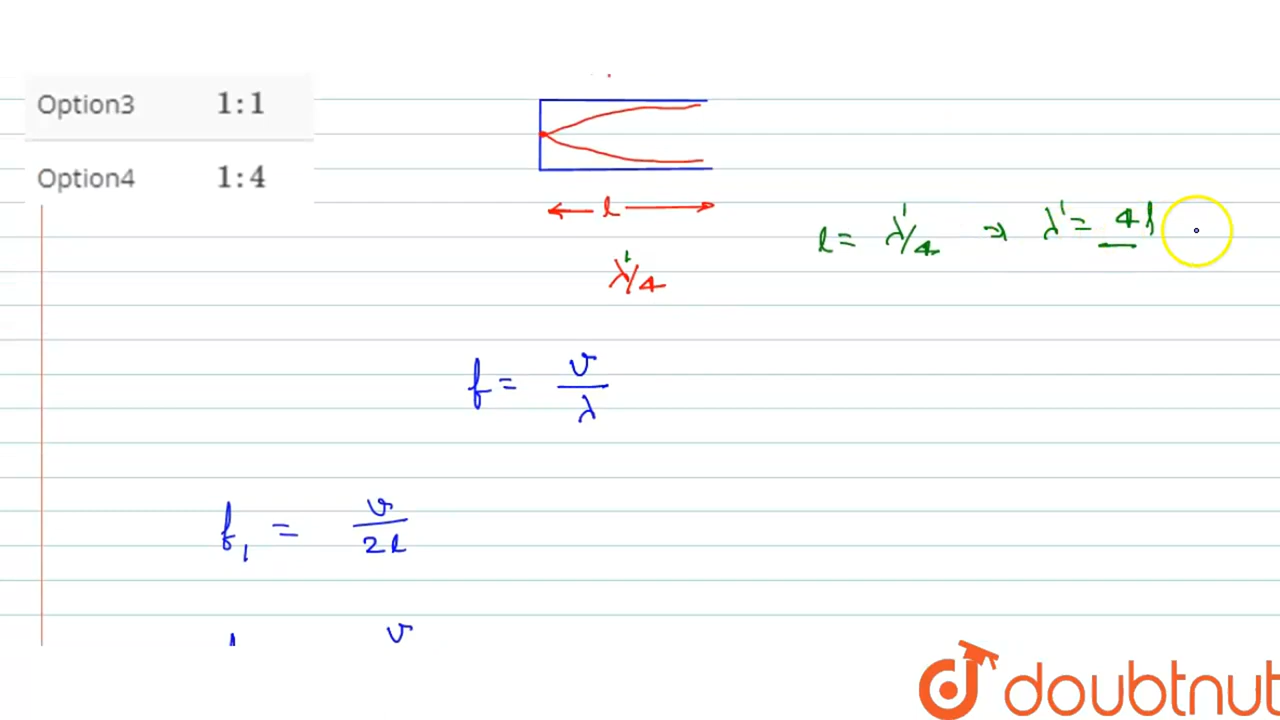 Option3 1:1
Option4 1:4
l
λ'/4
l = λ'/4 ⇒ λ' = 4l
f = v/λ
f₁ = v/2l
v
doubtnut